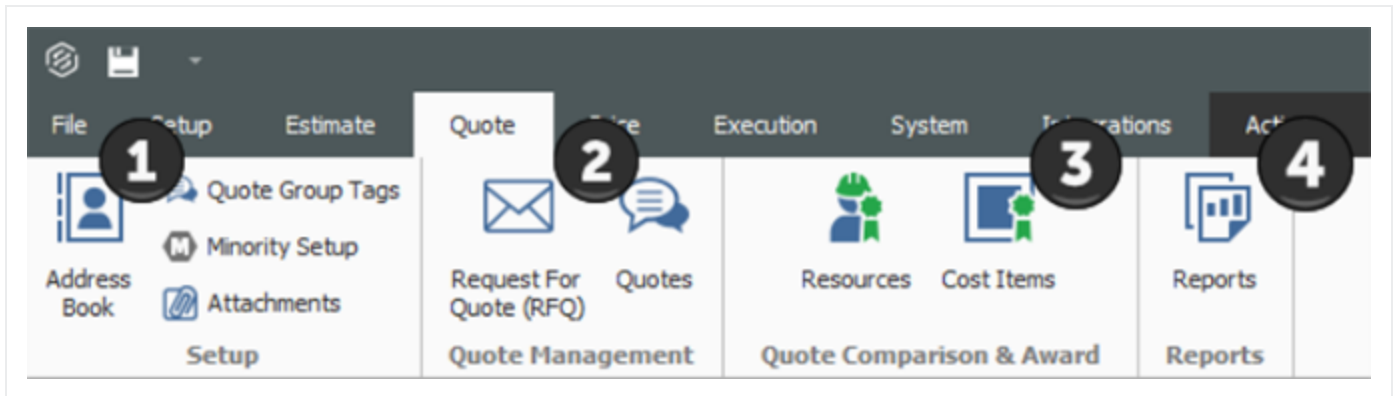 File Setup Estimate Quote Execution System
1 2 3 4
Quote Group Tags
Minority Setup
Attachments
Address
Book
Request For
Quote (RFQ)
Quotes
Resources
Cost Items
Reports
Setup
Quote Management
Quote Comparison & Award
Reports